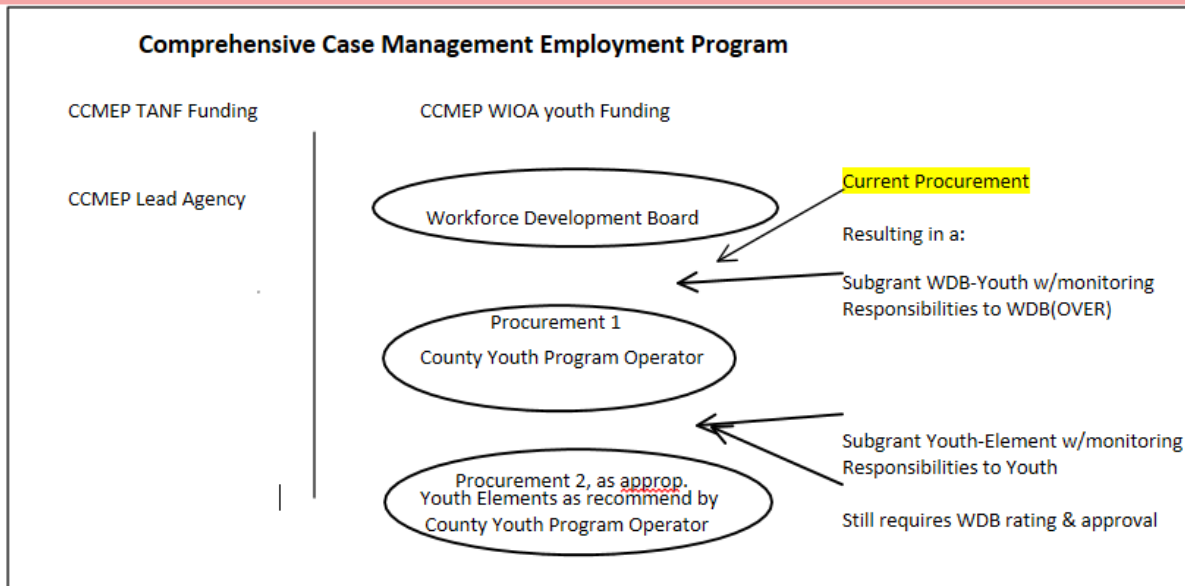 Comprehensive Case Management Employment Program
CCMEP TANF Funding
CCMEP WIOA youth Funding
CCMEP Lead Agency
Workforce Development Board
Current Procurement
Resulting in a:
Subgrant WDB-Youth w/monitoring
Responsibilities to WDB(OVER)
Procurement 1
County Youth Program Operator
Subgrant Youth-Element w/monitoring
Responsibilities to Youth
Procurement 2, as approp.
Youth Elements as recommend by
County Youth Program Operator
Still requires WDB rating & approval